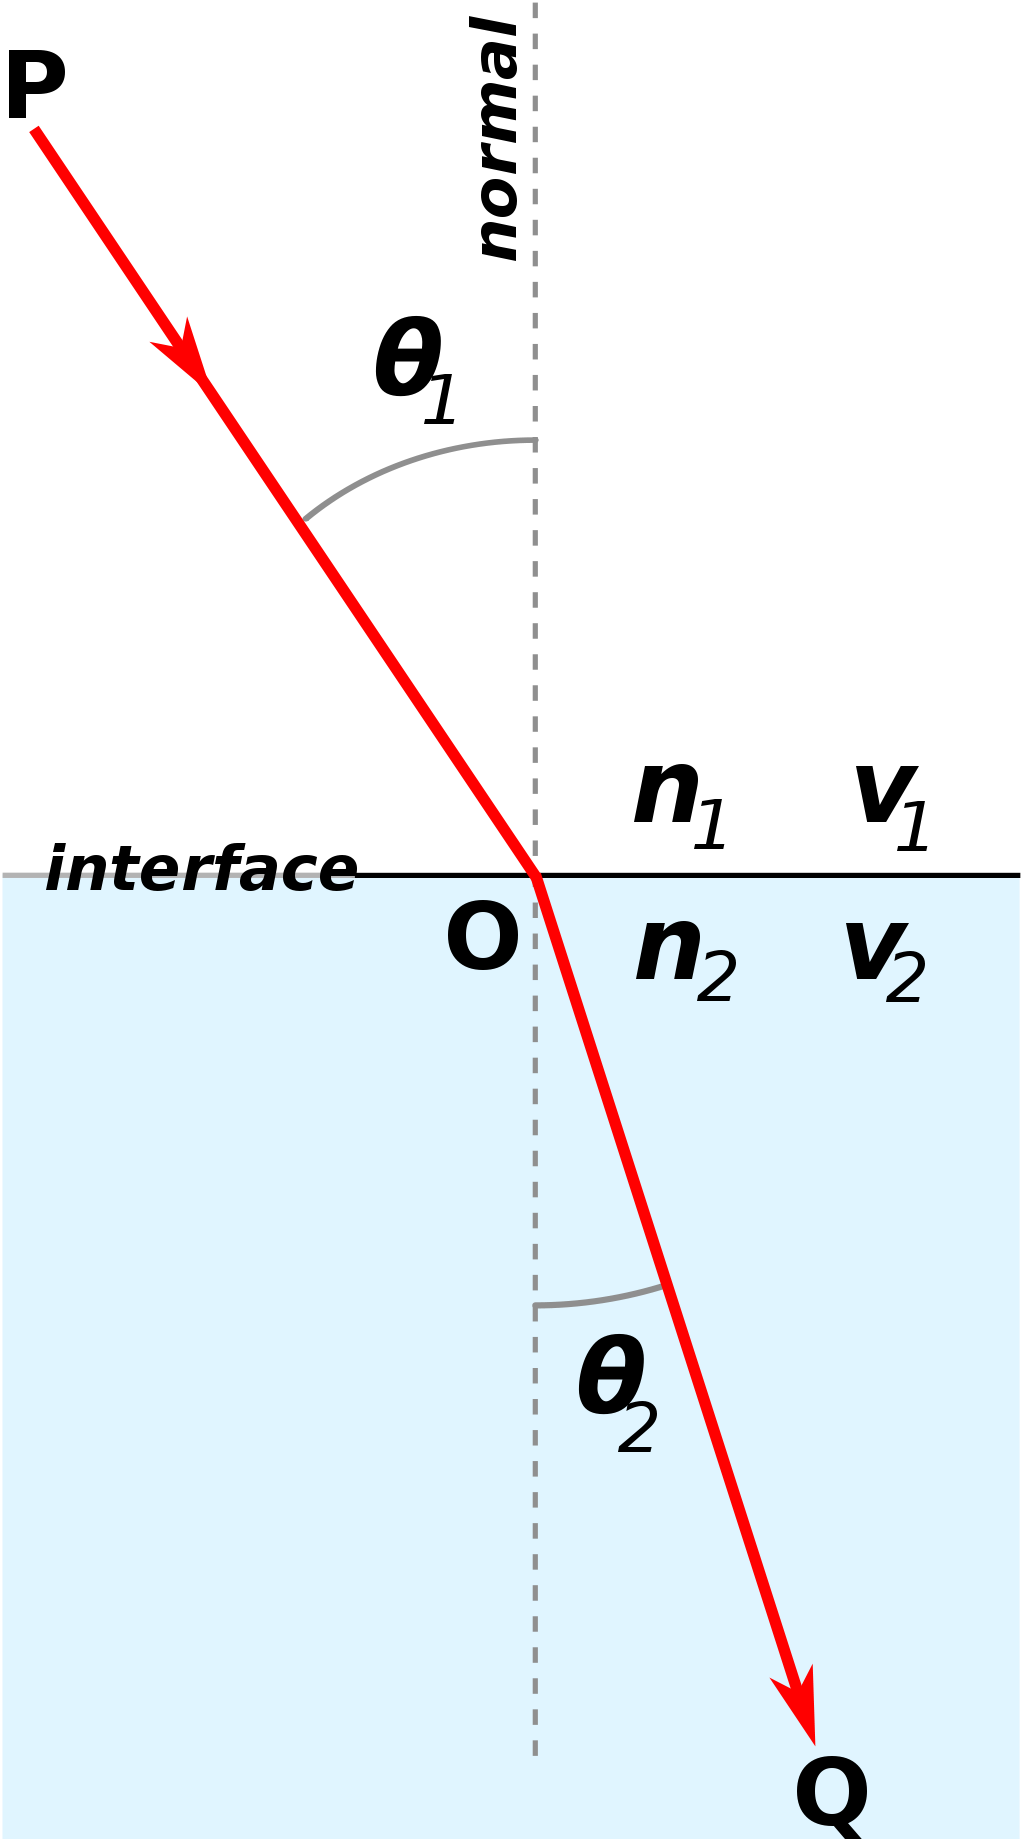 P
normal
θ1
n1 v1
interface
O
n2 v2
θ2
Q